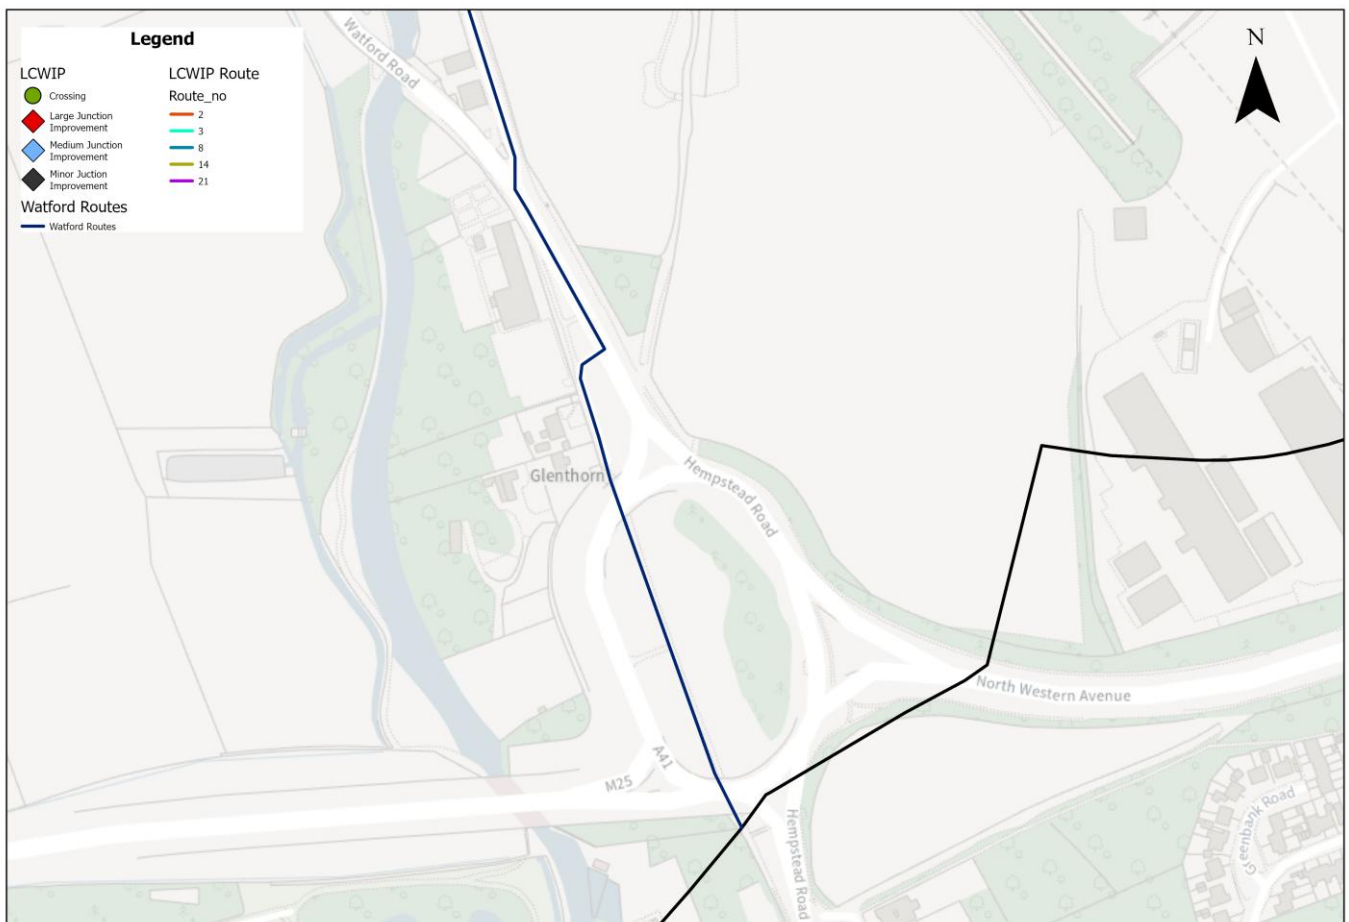 Legend
LCWIP
Crossing
Large Junction
Improvement
Medium Junction
Improvement
Minor Juction
Improvement
Watford Routes
Watford Routes
LCWIP Route
Route_no
2
3
8
14
21
N
Watford Road
Glenthorn
Hempstead Road
North Western Avenue
A41
M25
Hempstead Road
Greenbank Road